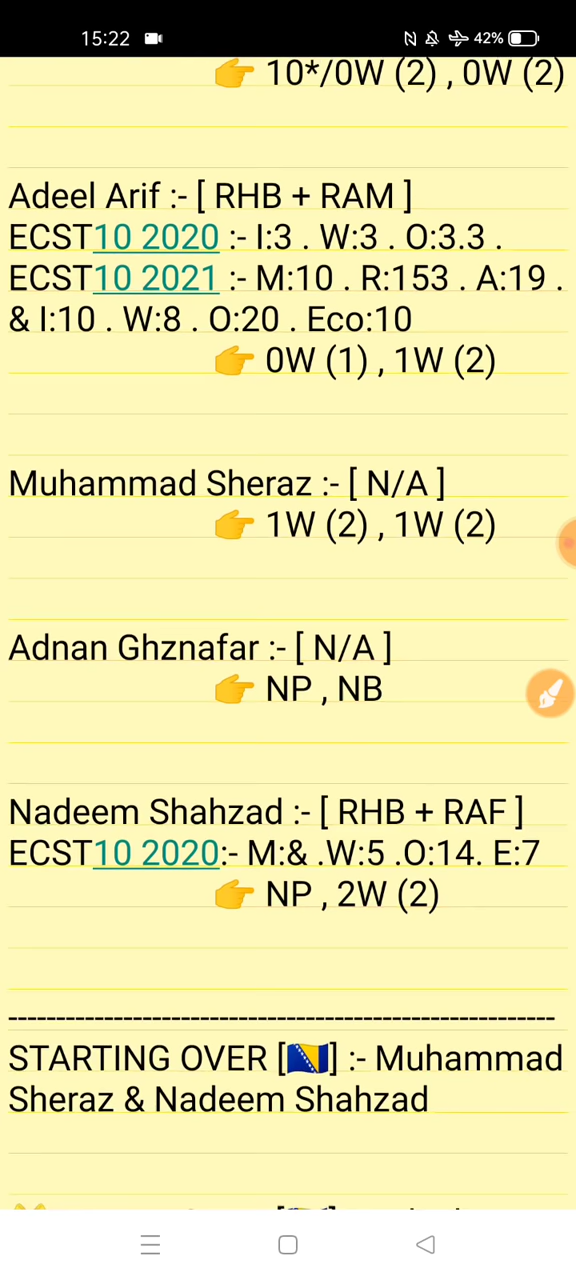 15:22
42%
👉 10*/0W (2) , 0W (2)
Adeel Arif :- [ RHB + RAM ]
ECST10 2020 :- I:3 . W:3 . O:3.3 .
ECST10 2021 :- M:10 . R:153 . A:19 .
& I:10 . W:8 . O:20 . Eco:10
👉 0W (1) , 1W (2)
Muhammad Sheraz :- [ N/A ]
👉 1W (2) , 1W (2)
Adnan Ghznafar :- [ N/A ]
👉 NP , NB
Nadeem Shahzad :- [ RHB + RAF ]
ECST10 2020:- M:& .W:5 .O:14. E:7
👉 NP , 2W (2)
------------------------------------------------------
STARTING OVER [🇧🇦] :- Muhammad
Sheraz & Nadeem Shahzad